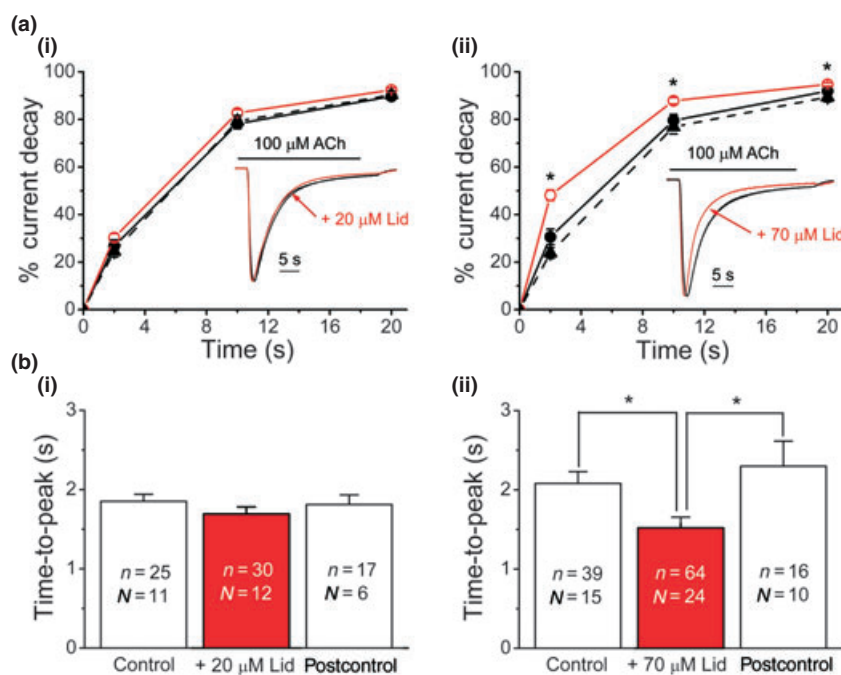 (a)
(i)
(ii)
% current decay
100
80
60
40
20
0
100 µM ACh
+ 20 µM Lid
5 s
0 4 8 12 16 20
Time (s)
% current decay
100
80
60
40
20
0
*
*
*
100 µM ACh
+ 70 µM Lid
5 s
0 4 8 12 16 20
Time (s)
(b)
(i)
(ii)
Time-to-peak (s)
3
2
1
0
n = 25
N = 11
n = 30
N = 12
n = 17
N = 6
Control + 20 µM Lid Postcontrol
Time-to-peak (s)
3
2
1
0
* *
n = 39
N = 15
n = 64
N = 24
n = 16
N = 10
Control + 70 µM Lid Postcontrol